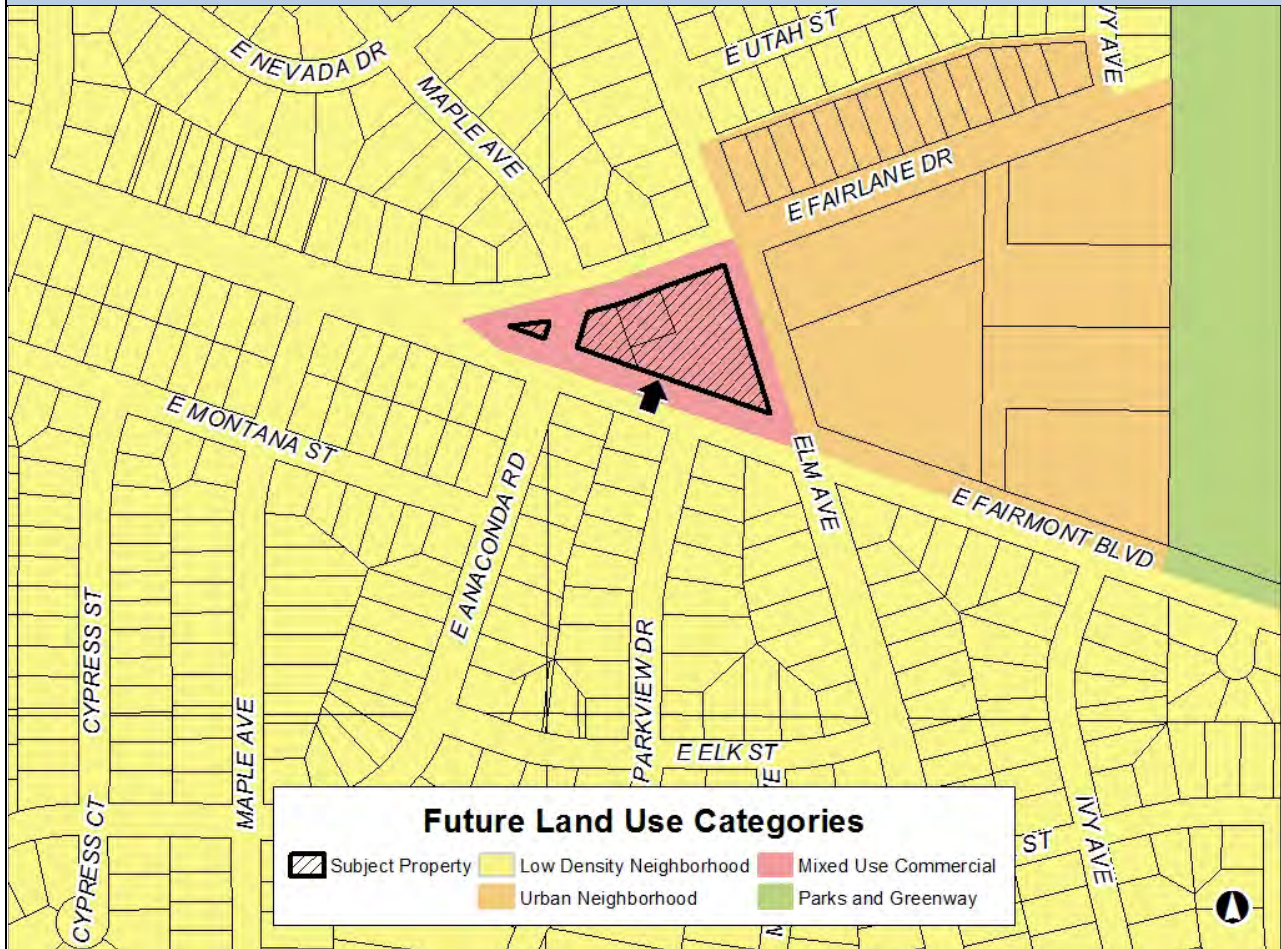 E NEVADA DR
MAPLE AVE
E UTAH ST
IVY AVE
E FAIRLANE DR
E MONTANA ST
E ANACONDA RD
ELM AVE
E FAIRMONT BLVD
CYPRESS ST
MAPLE AVE
PARKVIEW DR
E ELK ST
CYPRESS CT
IVY AVE
ST
Future Land Use Categories
Subject Property
Low Density Neighborhood
Mixed Use Commercial
Urban Neighborhood
Parks and Greenway